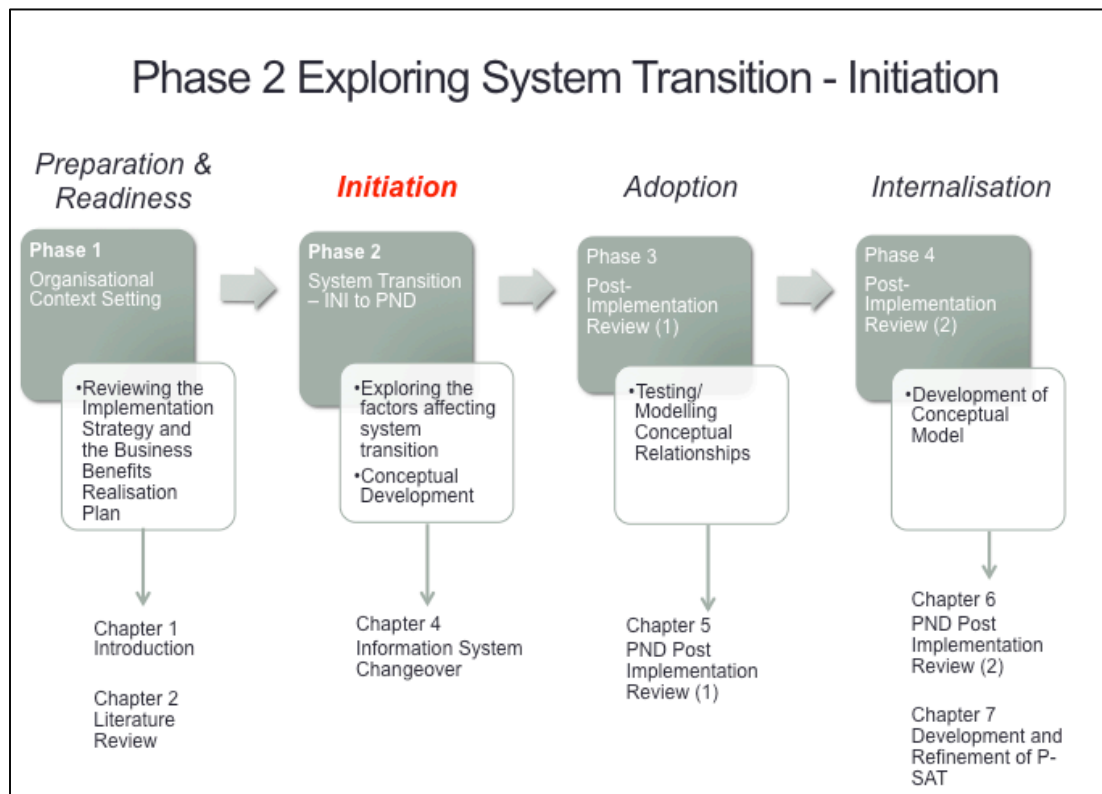 Phase 2 Exploring System Transition - Initiation
Preparation &
Readiness
Initiation
Adoption
Internalisation
Phase 1
Organisational
Context Setting
•Reviewing the
Implementation
Strategy and
the Business
Benefits
Realisation
Plan
Chapter 1
Introduction
Chapter 2
Literature
Review
Phase 2
System Transition
– INI to PND
•Exploring the
factors affecting
system
transition
•Conceptual
Development
Chapter 4
Information System
Changeover
Phase 3
Post-
Implementation
Review (1)
•Testing/
Modelling
Conceptual
Relationships
Chapter 5
PND Post
Implementation
Review (1)
Phase 4
Post-
Implementation
Review (2)
•Development of
Conceptual
Model
Chapter 6
PND Post
Implementation
Review (2)
Chapter 7
Development and
Refinement of P-
SAT